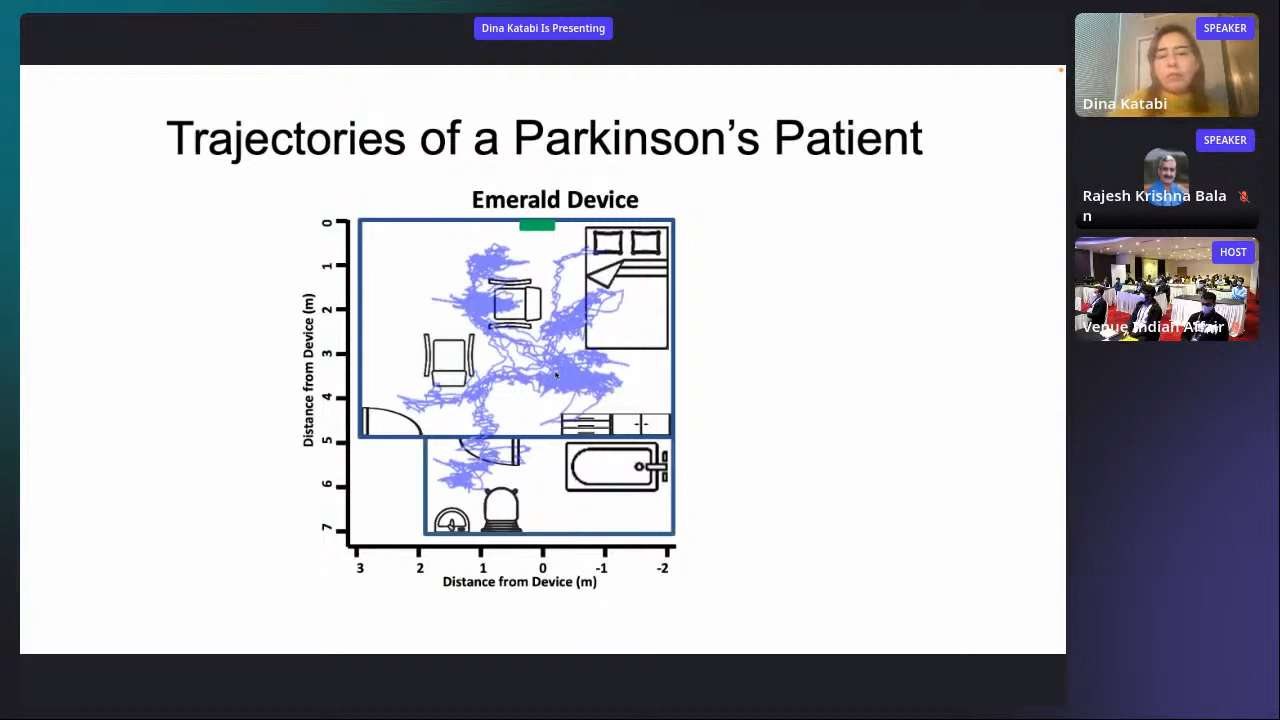 Dina Katabi Is Presenting
Trajectories of a Parkinson's Patient
Emerald Device
Distance from Device (m)
0
1
2
3
4
5
6
7
3
2
1
0
-1
-2
Distance from Device (m)
SPEAKER
Dina Katabi
SPEAKER
Rajesh Krishna Bala
n
HOST
Venue Indian Affair